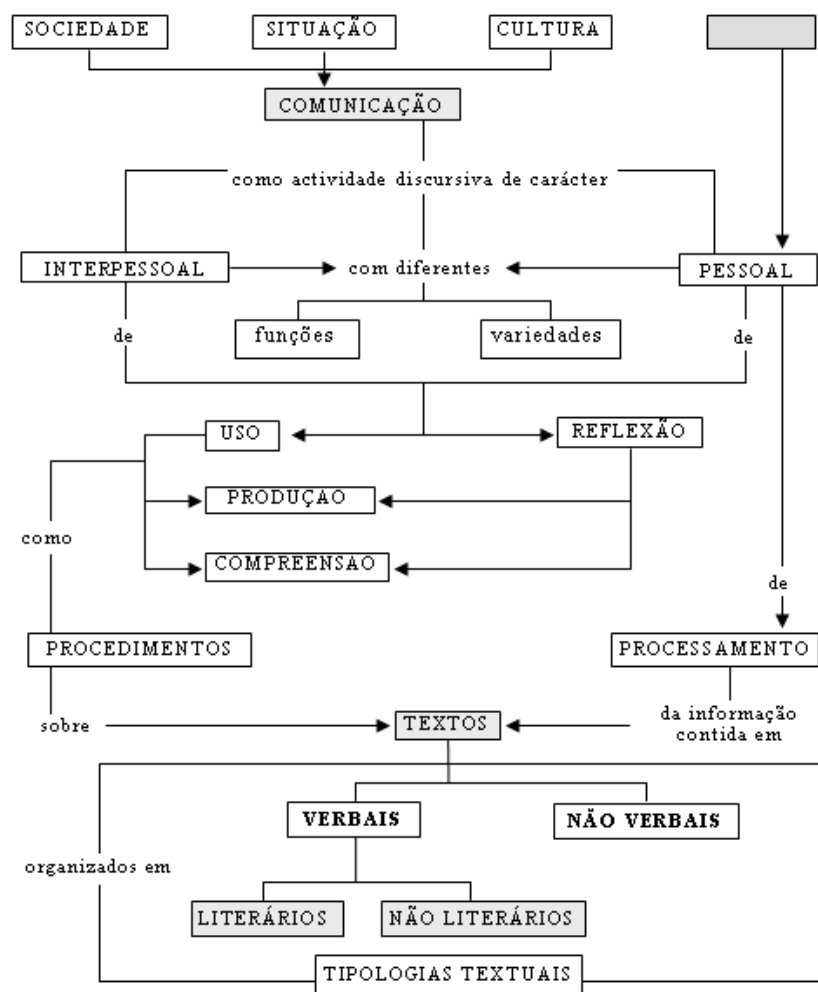 SOCIEDADE
SITUAÇÃO
CULTURA
COMUNICAÇÃO
como actividade discursiva de carácter
INTERPESSOAL
com diferentes
PESSOAL
de
funções
variedades
de
USO
REFLEXÃO
PRODUÇAO
como
COMPREENSAO
de
PROCEDIMENTOS
PROCESSAMENTO
sobre
TEXTOS
da informação
contida em
VERBAIS
NÃO VERBAIS
organizados em
LITERÁRIOS
NÃO LITERÁRIOS
TIPOLOGIAS TEXTUAIS